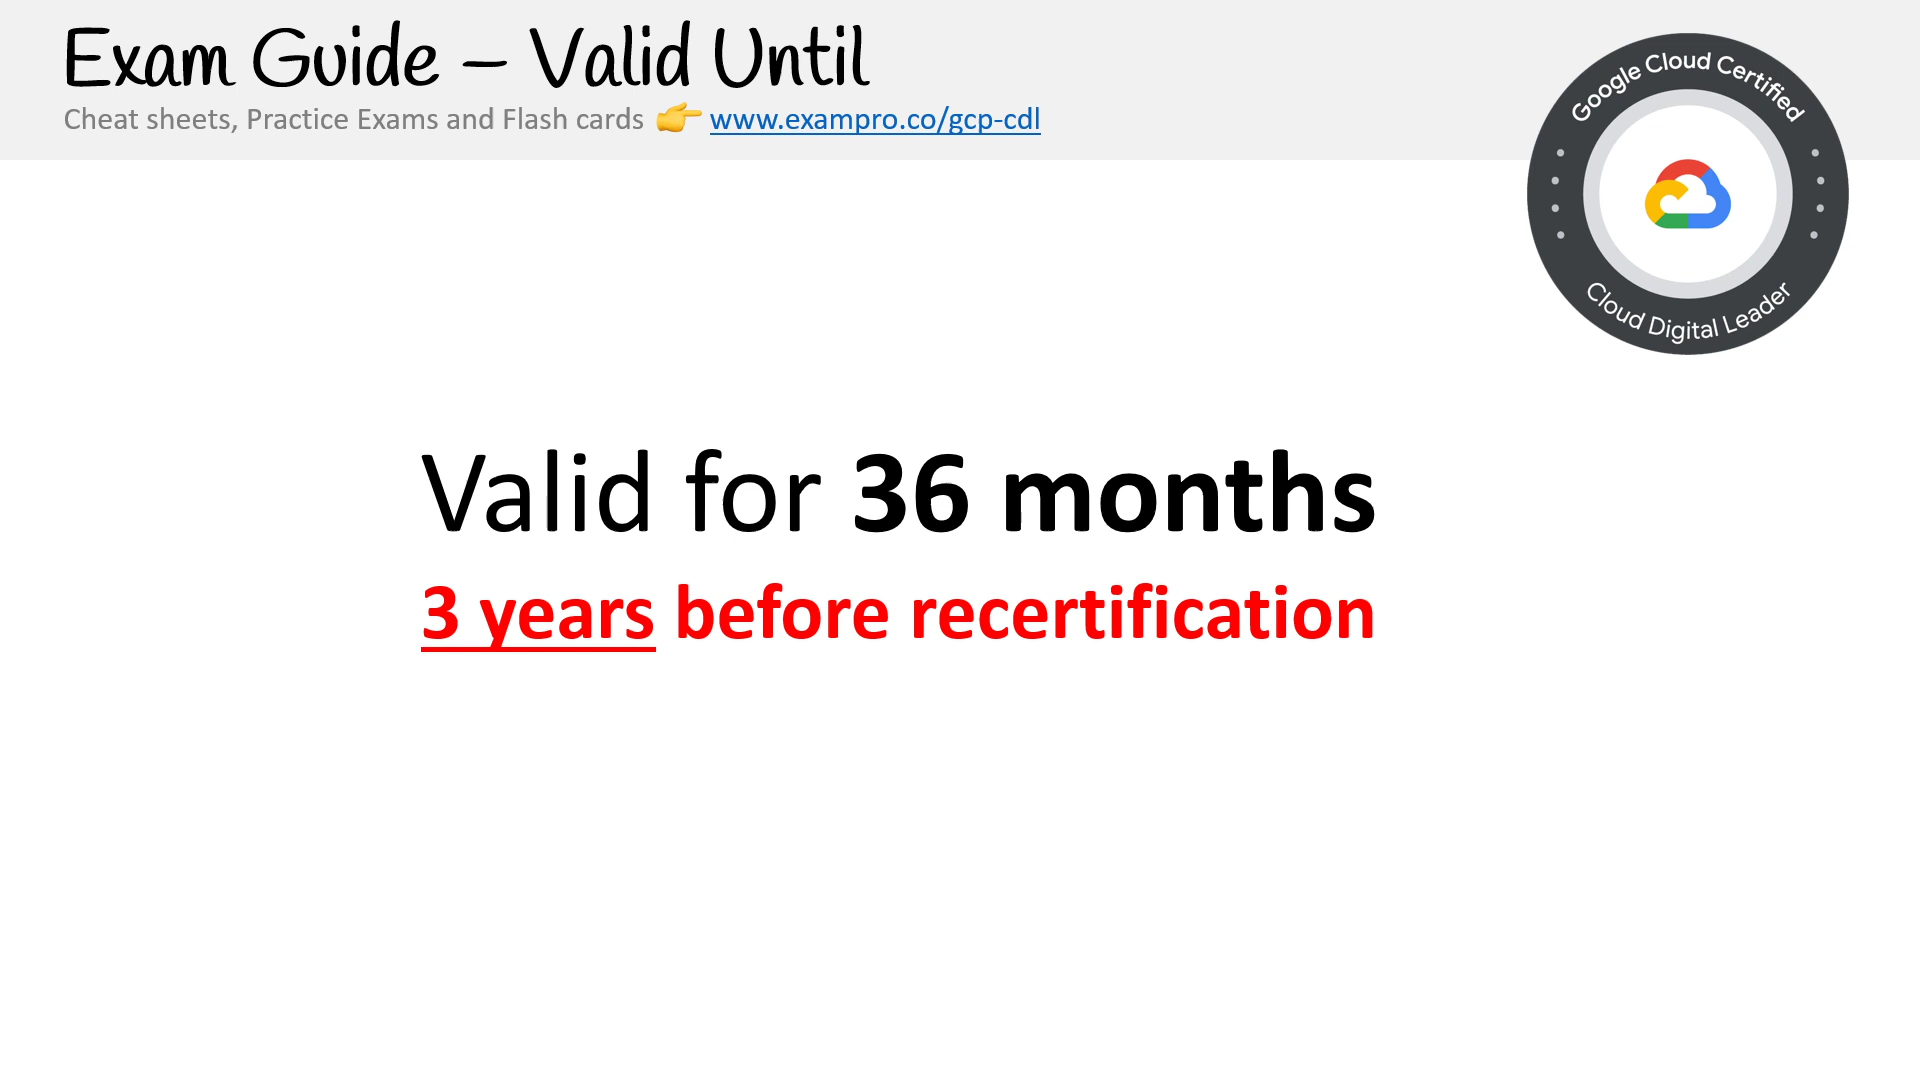 Exam Guide – Valid Until
Cheat sheets, Practice Exams and Flash cards 👉 www.exampro.co/gcp-cdl
Google Cloud Certified
Cloud Digital Leader
Valid for 36 months
3 years before recertification